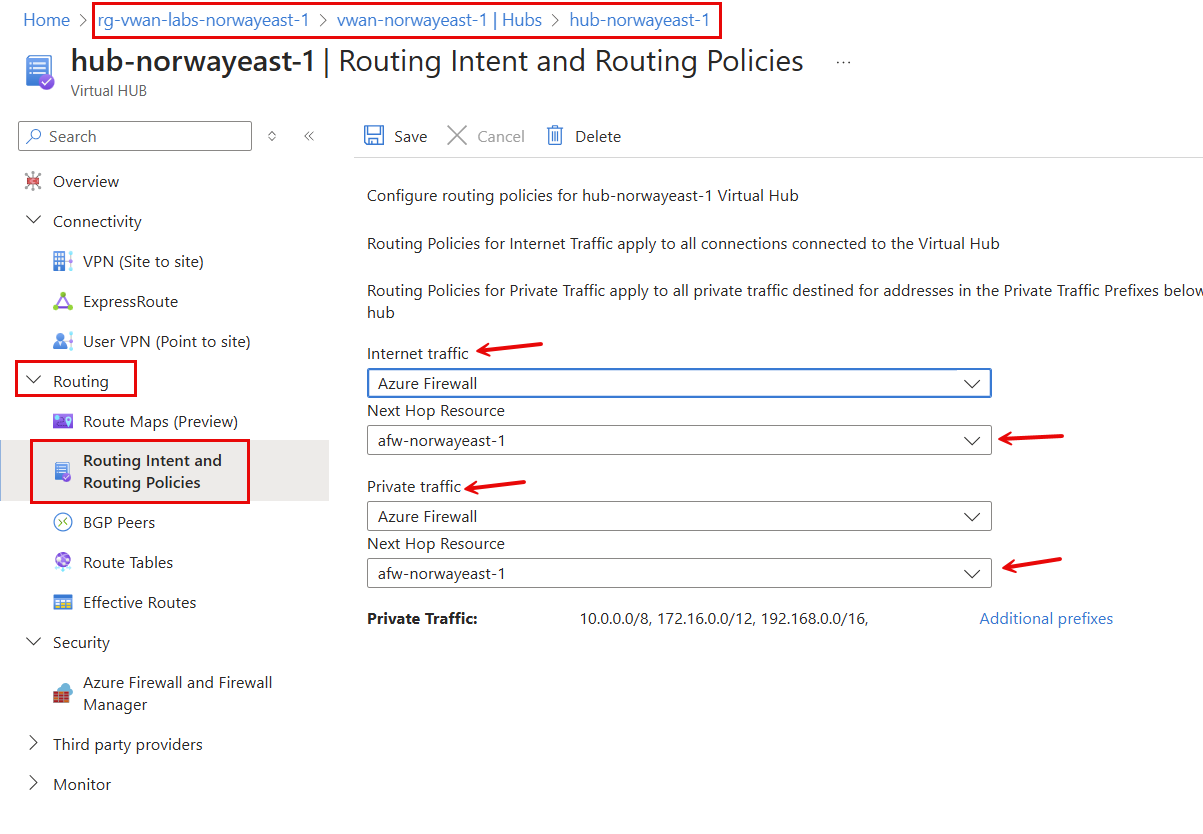 Home > rg-vwan-labs-norwayeast-1 > vwan-norwayeast-1 | Hubs > hub-norwayeast-1
hub-norwayeast-1 | Routing Intent and Routing Policies ...
Virtual HUB
Search
Save
Cancel
Delete
Overview
Connectivity
VPN (Site to site)
ExpressRoute
User VPN (Point to site)
Routing
Route Maps (Preview)
Routing Intent and
Routing Policies
BGP Peers
Route Tables
Effective Routes
Security
Azure Firewall and Firewall
Manager
Third party providers
Monitor
Configure routing policies for hub-norwayeast-1 Virtual Hub
Routing Policies for Internet Traffic apply to all connections connected to the Virtual Hub
Routing Policies for Private Traffic apply to all private traffic destined for addresses in the Private Traffic Prefixes below
hub
Internet traffic
Azure Firewall
Next Hop Resource
afw-norwayeast-1
Private traffic
Azure Firewall
Next Hop Resource
afw-norwayeast-1
Private Traffic: 10.0.0.0/8, 172.16.0.0/12, 192.168.0.0/16, Additional prefixes